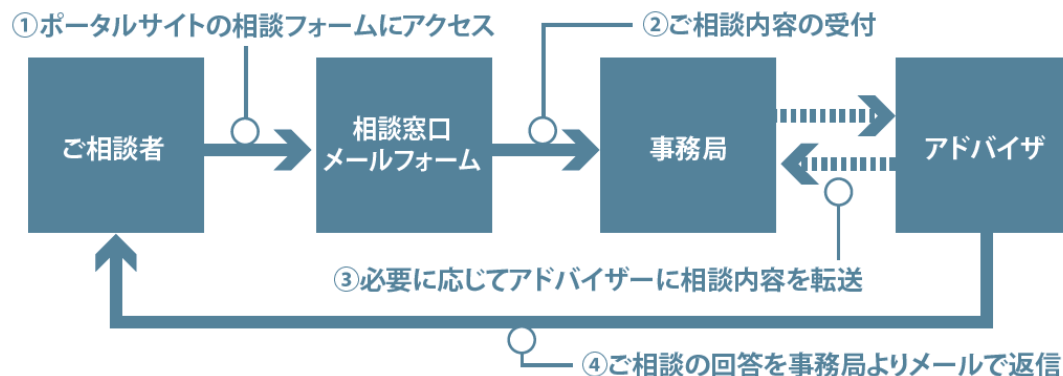 ①ポータルサイトの相談フォームにアクセス
②ご相談内容の受付
ご相談者
相談窓口
メールフォーム
事務局
アドバイザ
③必要に応じてアドバイザーに相談内容を転送
④ご相談の回答を事務局よりメールで返信